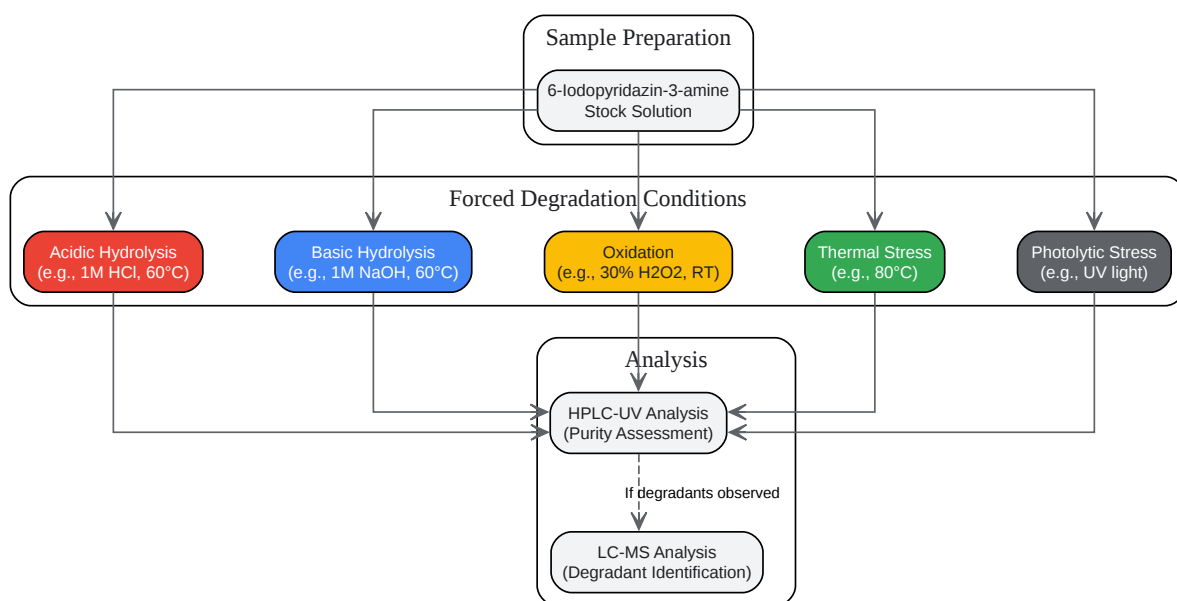 Sample Preparation
6-Iodopyridazin-3-amine
Stock Solution
Forced Degradation Conditions
Acidic Hydrolysis
(e.g., 1M HCl, 60°C)
Basic Hydrolysis
(e.g., 1M NaOH, 60°C)
Oxidation
(e.g., 30% H2O2, RT)
Thermal Stress
(e.g., 80°C)
Photolytic Stress
(e.g., UV light)
Analysis
HPLC-UV Analysis
(Purity Assessment)
If degradants observed
LC-MS Analysis
(Degradant Identification)